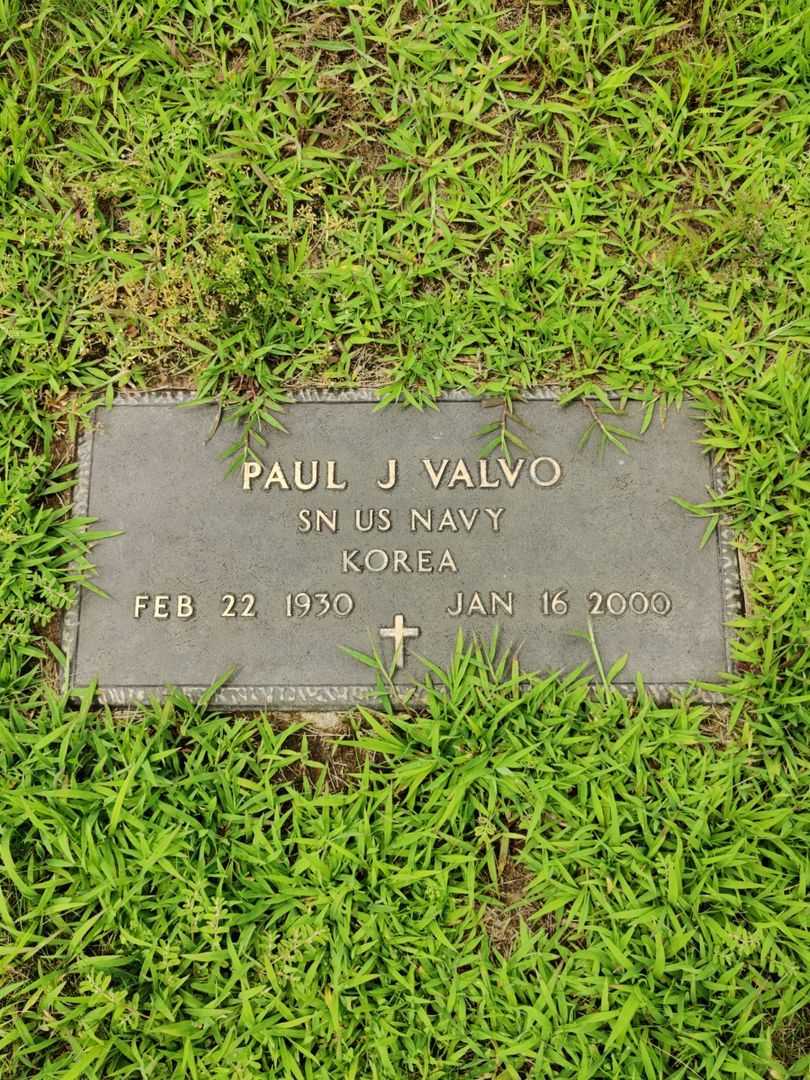 PAUL J VALVO
SN US NAVY
KOREA
FEB 22 1930 JAN 16 2000